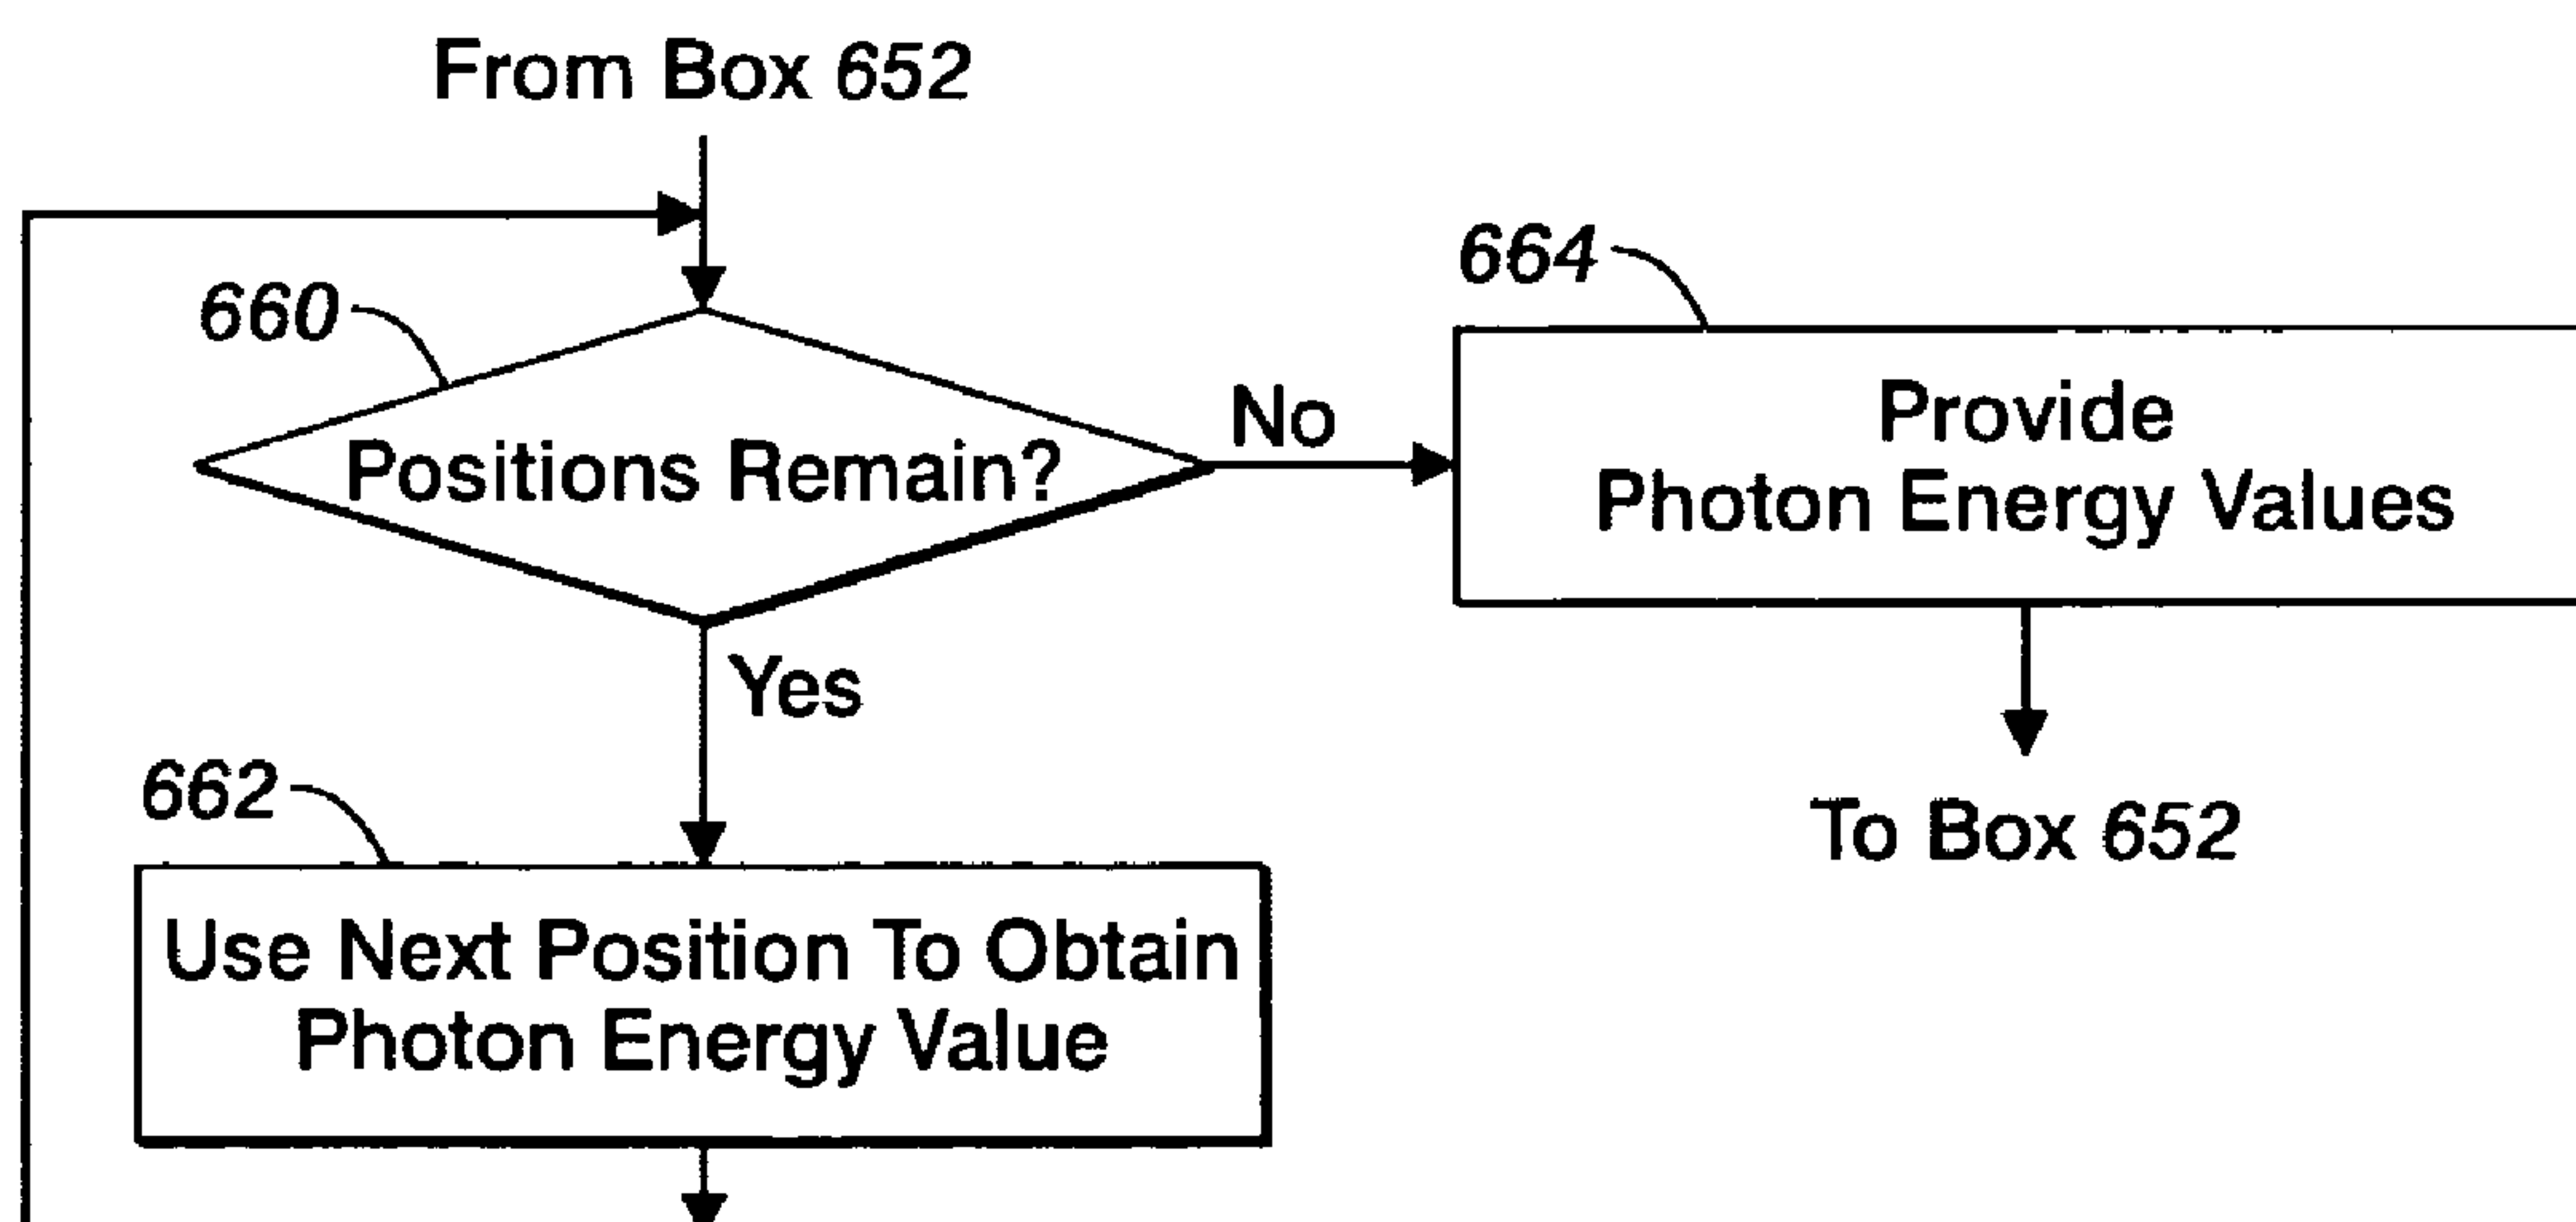 From Box 652
660
Positions Remain?
No
664
Provide
Photon Energy Values
To Box 652
Yes
662
Use Next Position To Obtain
Photon Energy Value